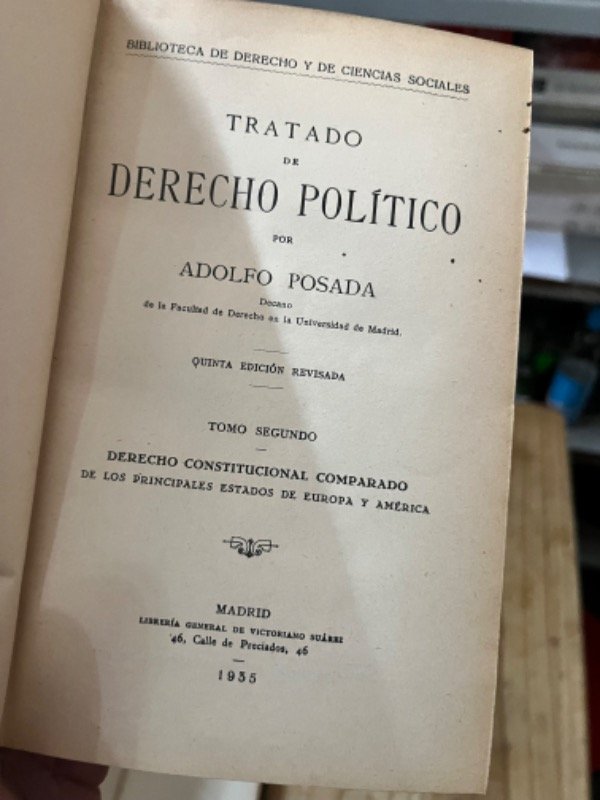 BIBLIOTECA DE DERECHO Y DE CIENCIAS SOCIALES
TRATADO
DE
DERECHO POLÍTICO
POR
ADOLFO POSADA
Decano
de la Facultad de Derecho en la Universidad de Madrid.
QUINTA EDICIÓN REVISADA
TOMO SEGUNDO
DERECHO CONSTITUCIONAL COMPARADO
DE LOS PRINCIPALES ESTADOS DE EUROPA Y AMÉRICA
MADRID
LIBRERÍA GENERAL DE VICTORIANO SUÁREZ
46, Calle de Preciados, 46
1935